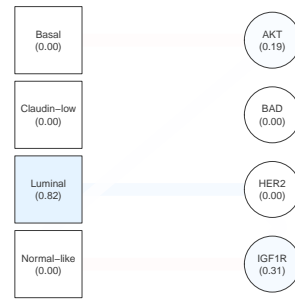 Basal
(0.00)
AKT
(0.19)
Claudin−low
(0.00)
BAD
(0.00)
Luminal
(0.82)
HER2
(0.00)
Normal−like
(0.00)
IGF1R
(0.31)